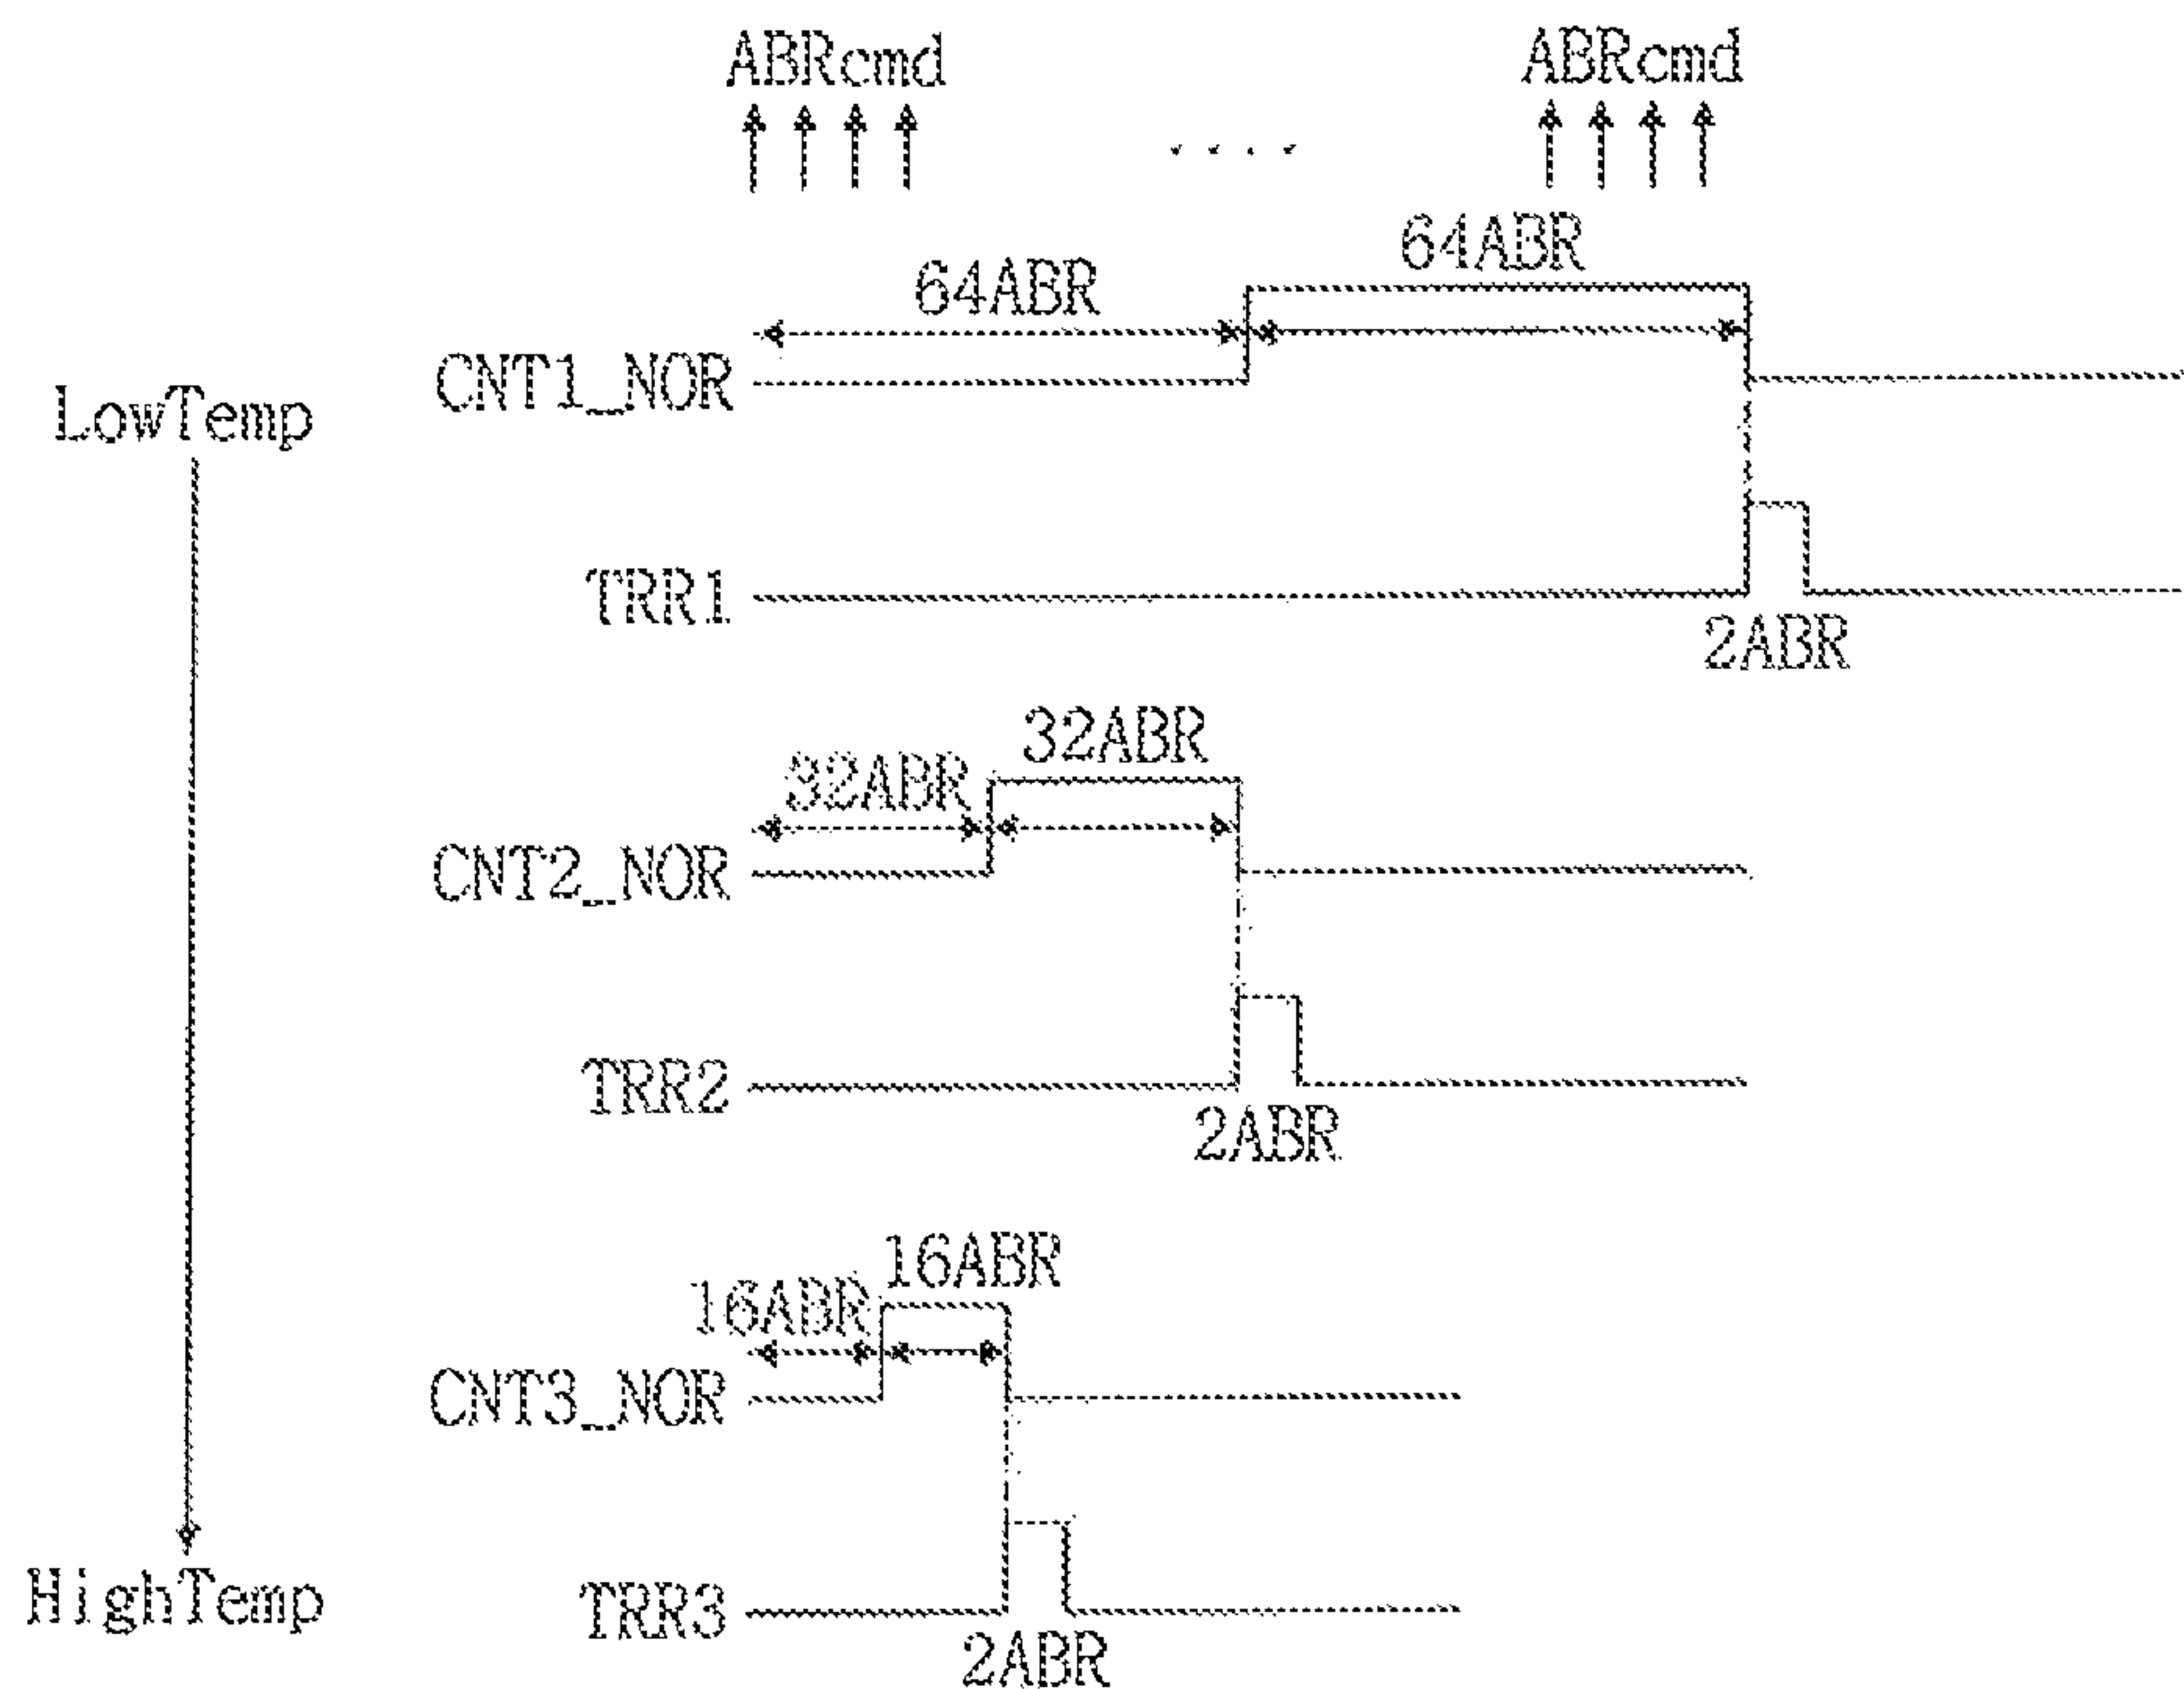 ABRcmd
ABRcmd
64ABR
64ABR
CNT1_NOR
LowTemp
TRR1
2ABR
32ABR
32ABR
CNT2_NOR
TRR2
2ABR
16ABR
16ABR
CNT3_NOR
HighTemp
TRR3
2ABR